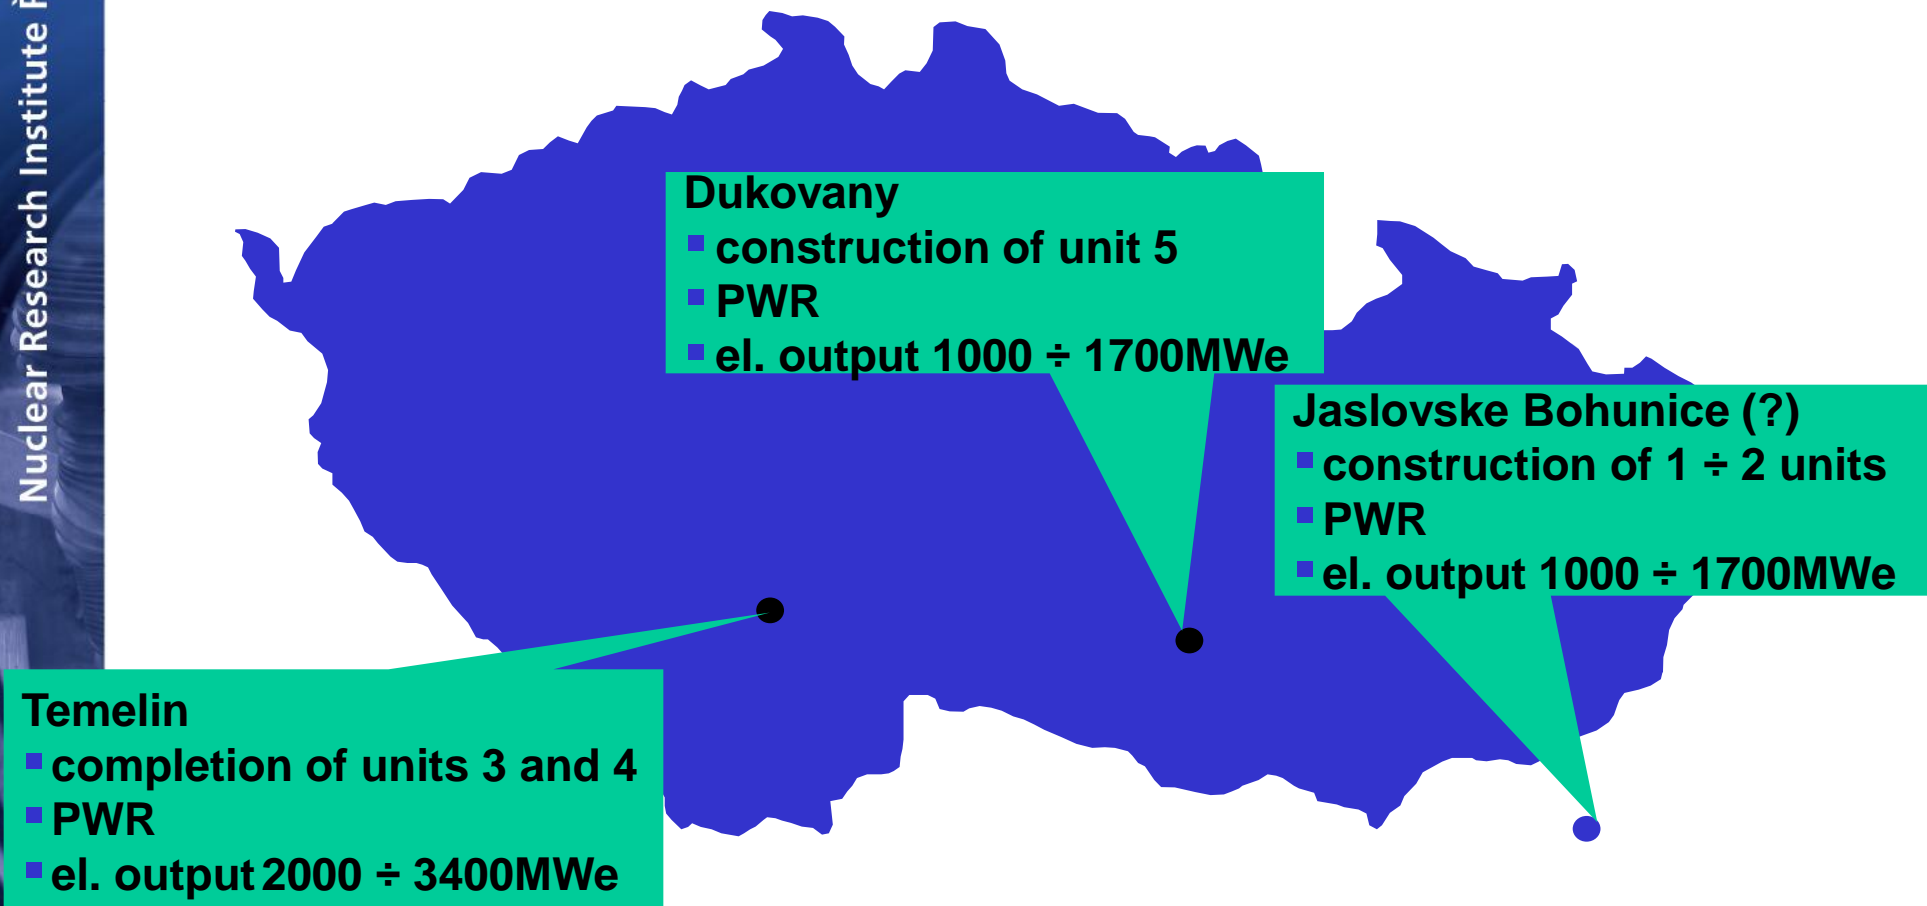 Nuclear Research Institute
Dukovany
▪ construction of unit 5
▪ PWR
▪ el. output 1000 ÷ 1700MWe
Jaslovske Bohunice (?)
▪ construction of 1 ÷ 2 units
▪ PWR
▪ el. output 1000 ÷ 1700MWe
Temelin
▪ completion of units 3 and 4
▪ PWR
▪ el. output 2000 ÷ 3400MWe